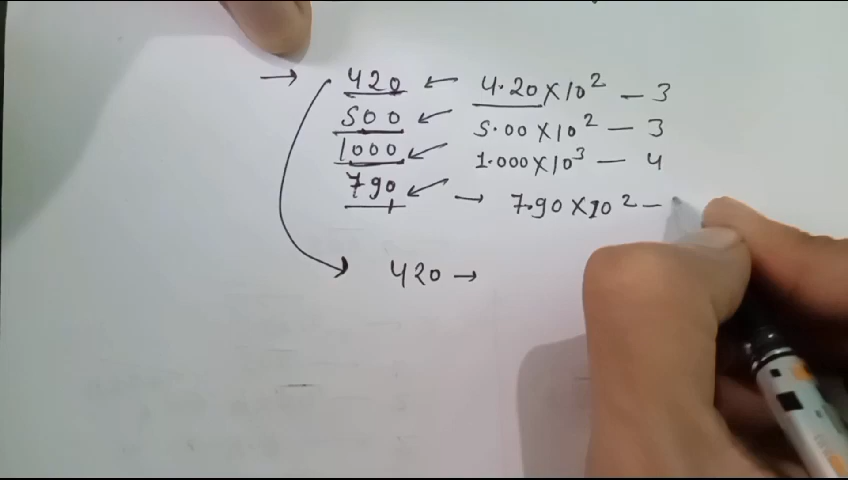 → 420 ← 4.20×10² – 3
500 ← 5.00×10² – 3
1000 ← 1.000×10³ – 4
790 ← → 7.90×10² –
420 →